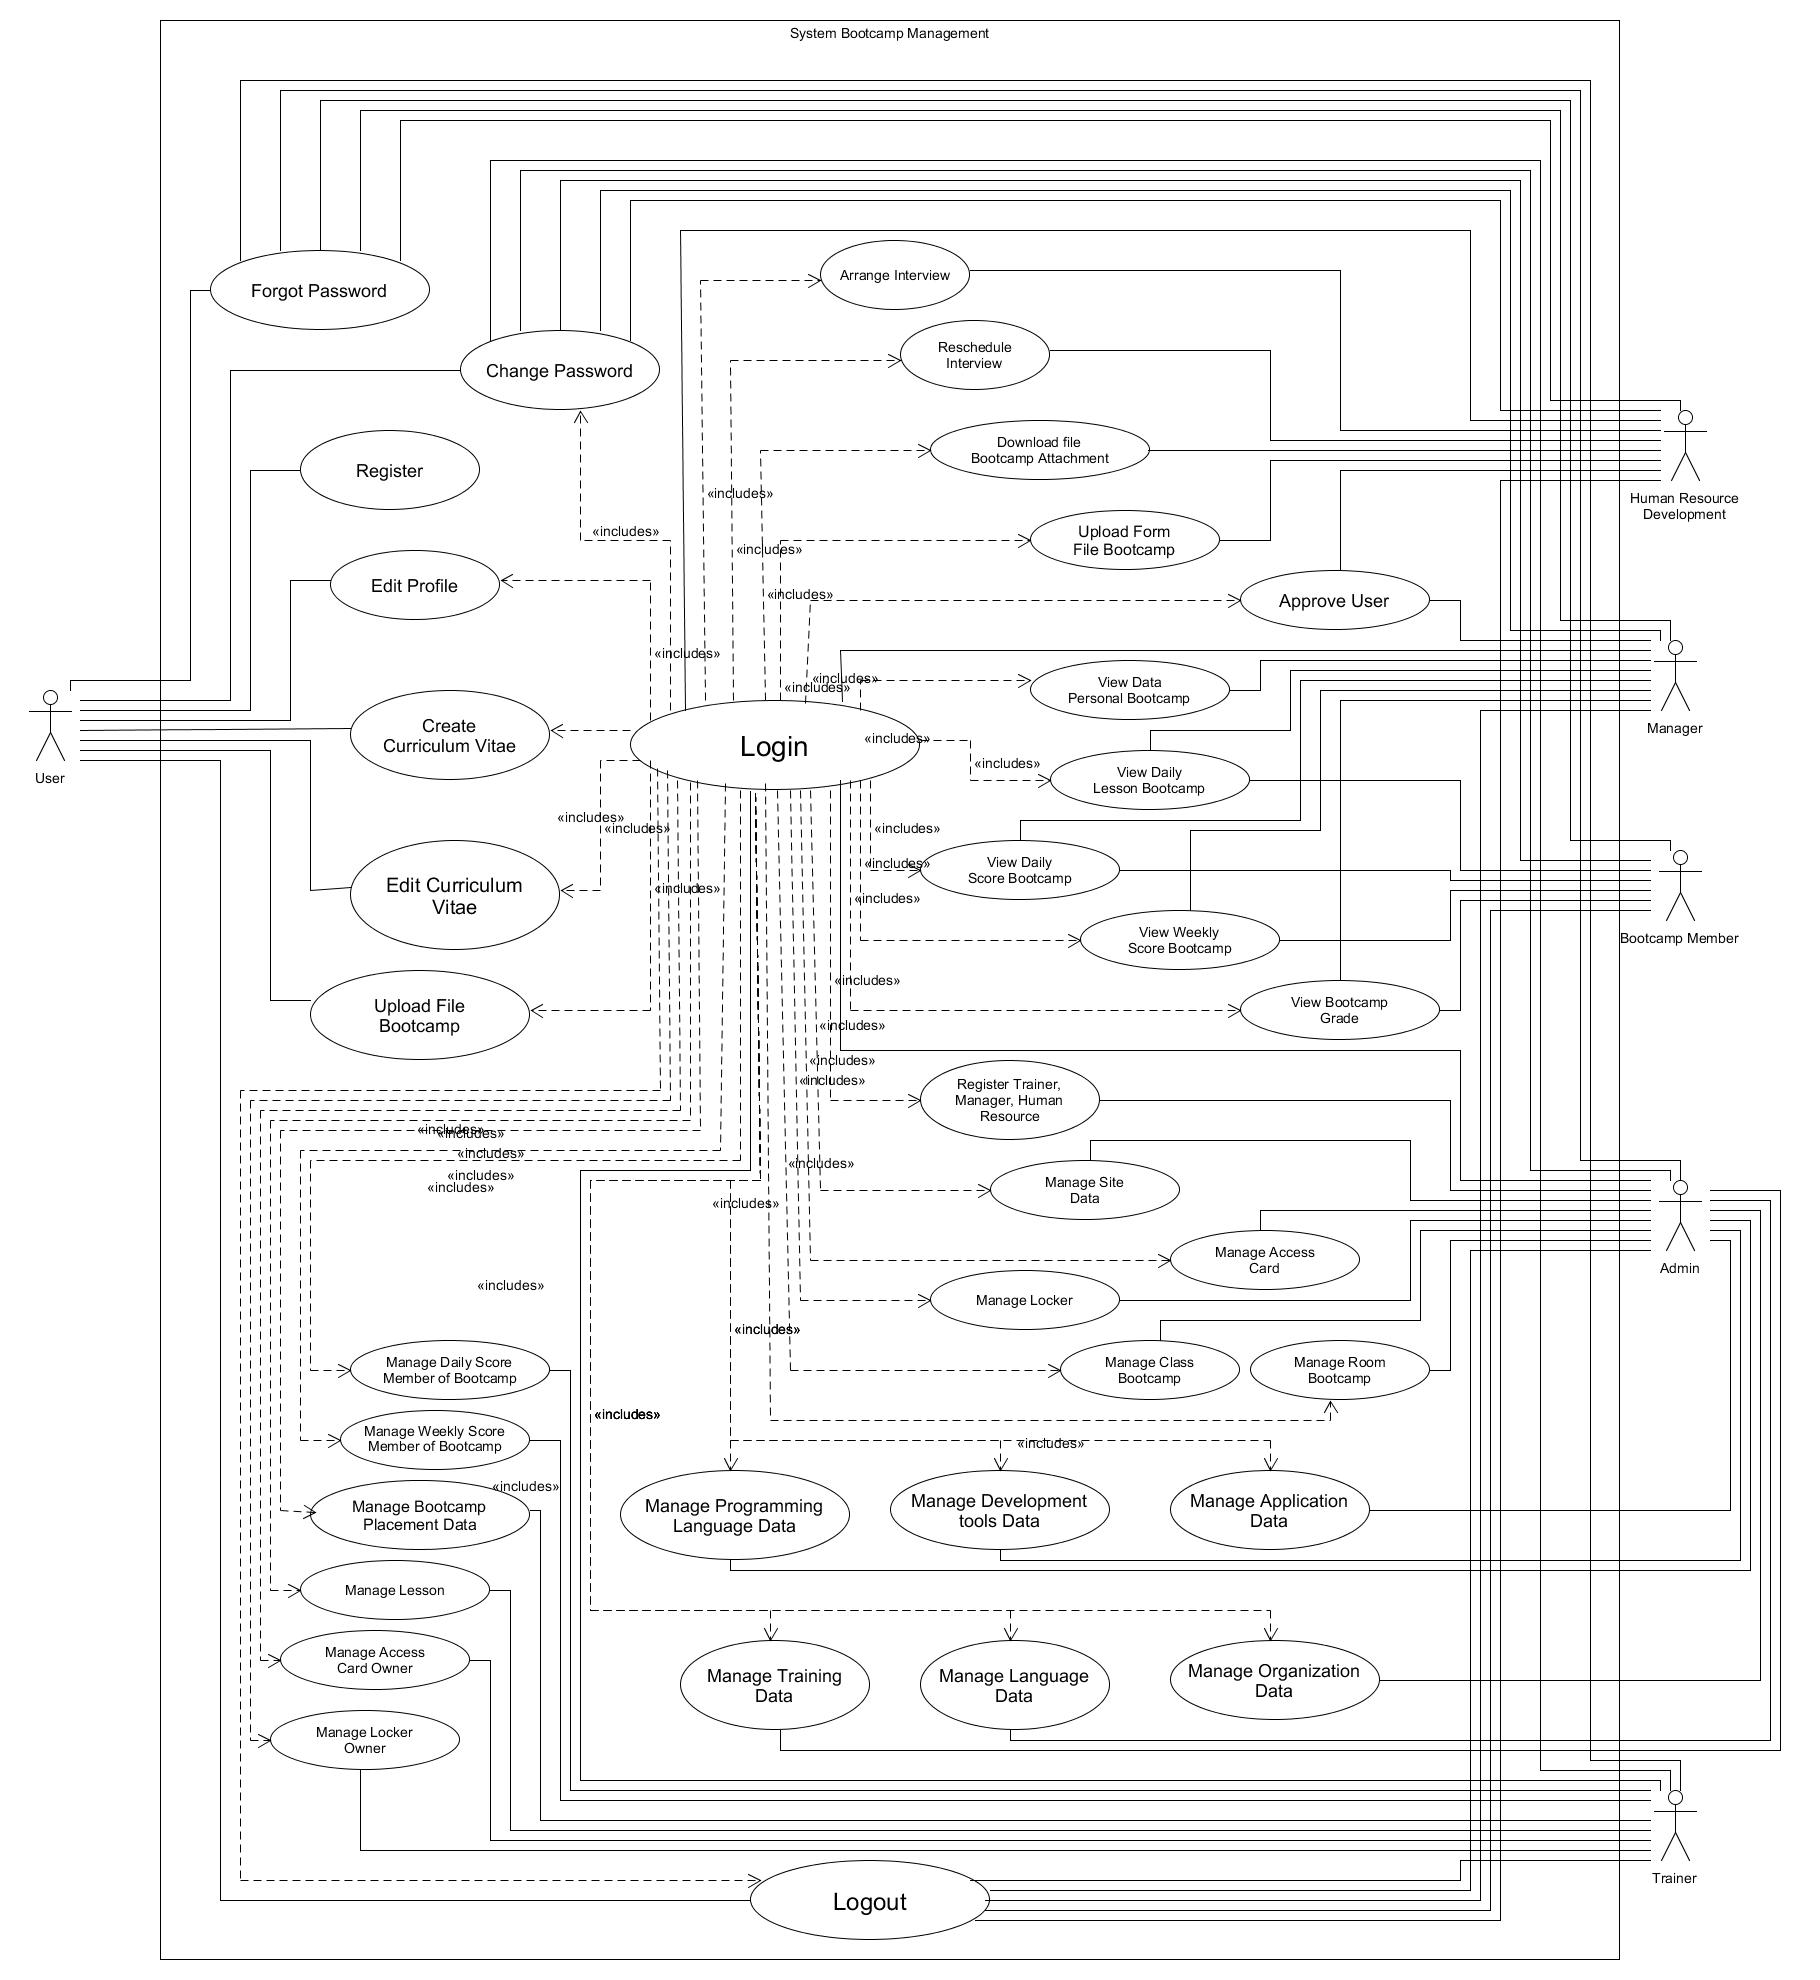 System Bootcamp Management
Forgot Password
Arrange Interview
Reschedule
Interview
Change Password
Human Resource
Development
Download file
Bootcamp Attachment
Register
«includes»
«includes»
Upload Form
File Bootcamp
«includes»
Edit Profile
«includes»
Approve User
«includes»
«includes»
«includes»
View Data
Personal Bootcamp
Manager
User
Create
Curriculum Vitae
Login
«includes»
«includes»
View Daily
Lesson Bootcamp
«includes»
«includes»
«includes»
View Daily
Score Bootcamp
«includes»
«includes»
«includes»
Edit Curriculum
Vitae
View Weekly
Score Bootcamp
Bootcamp Member
«includes»
Upload File
Bootcamp
View Bootcamp
Grade
«includes»
«includes»
«includes»
Register Trainer,
Manager, Human
Resource
«includes»
«includes»
«includes»
«includes»
«includes»
«includes»
Manage Site
Data
«includes»
Manage Access
Card
Admin
«includes»
Manage Locker
«includes»
Manage Daily Score
Member of Bootcamp
Manage Class
Bootcamp
Manage Room
Bootcamp
«includes»
Manage Weekly Score
Member of Bootcamp
«includes»
«includes»
Manage Bootcamp
Placement Data
Manage Programming
Language Data
Manage Development
tools Data
Manage Application
Data
Manage Lesson
Manage Access
Card Owner
Manage Training
Data
Manage Language
Data
Manage Organization
Data
Manage Locker
Owner
Trainer
Logout